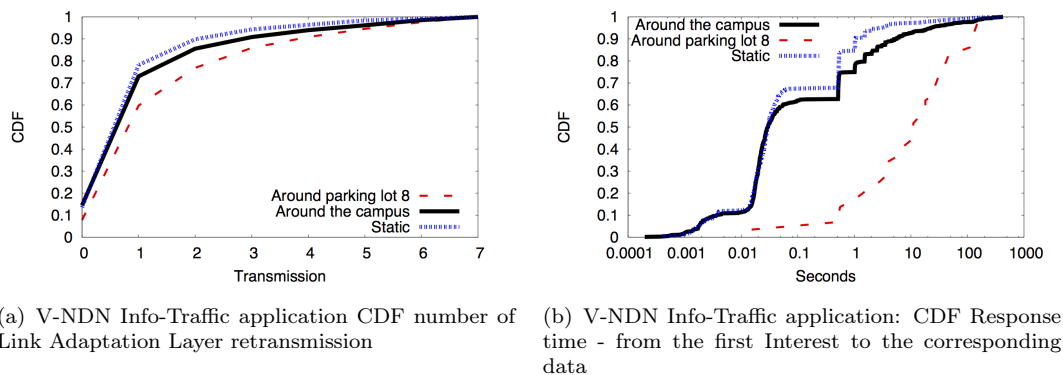 1
0.9
0.8
0.7
0.6
0.5
0.4
0.3
0.2
0.1
0
CDF
0 1 2 3 4 5 6 7
Transmission
Around parking lot 8
Around the campus
Static
1
0.9
0.8
0.7
0.6
0.5
0.4
0.3
0.2
0.1
0
CDF
0.0001 0.001 0.01 0.1 1 10 100 1000
Seconds
Around the campus
Around parking lot 8
Static
(a) V-NDN Info-Traffic application CDF number of
Link Adaptation Layer retransmission
(b) V-NDN Info-Traffic application: CDF Response
time - from the first Interest to the corresponding
data